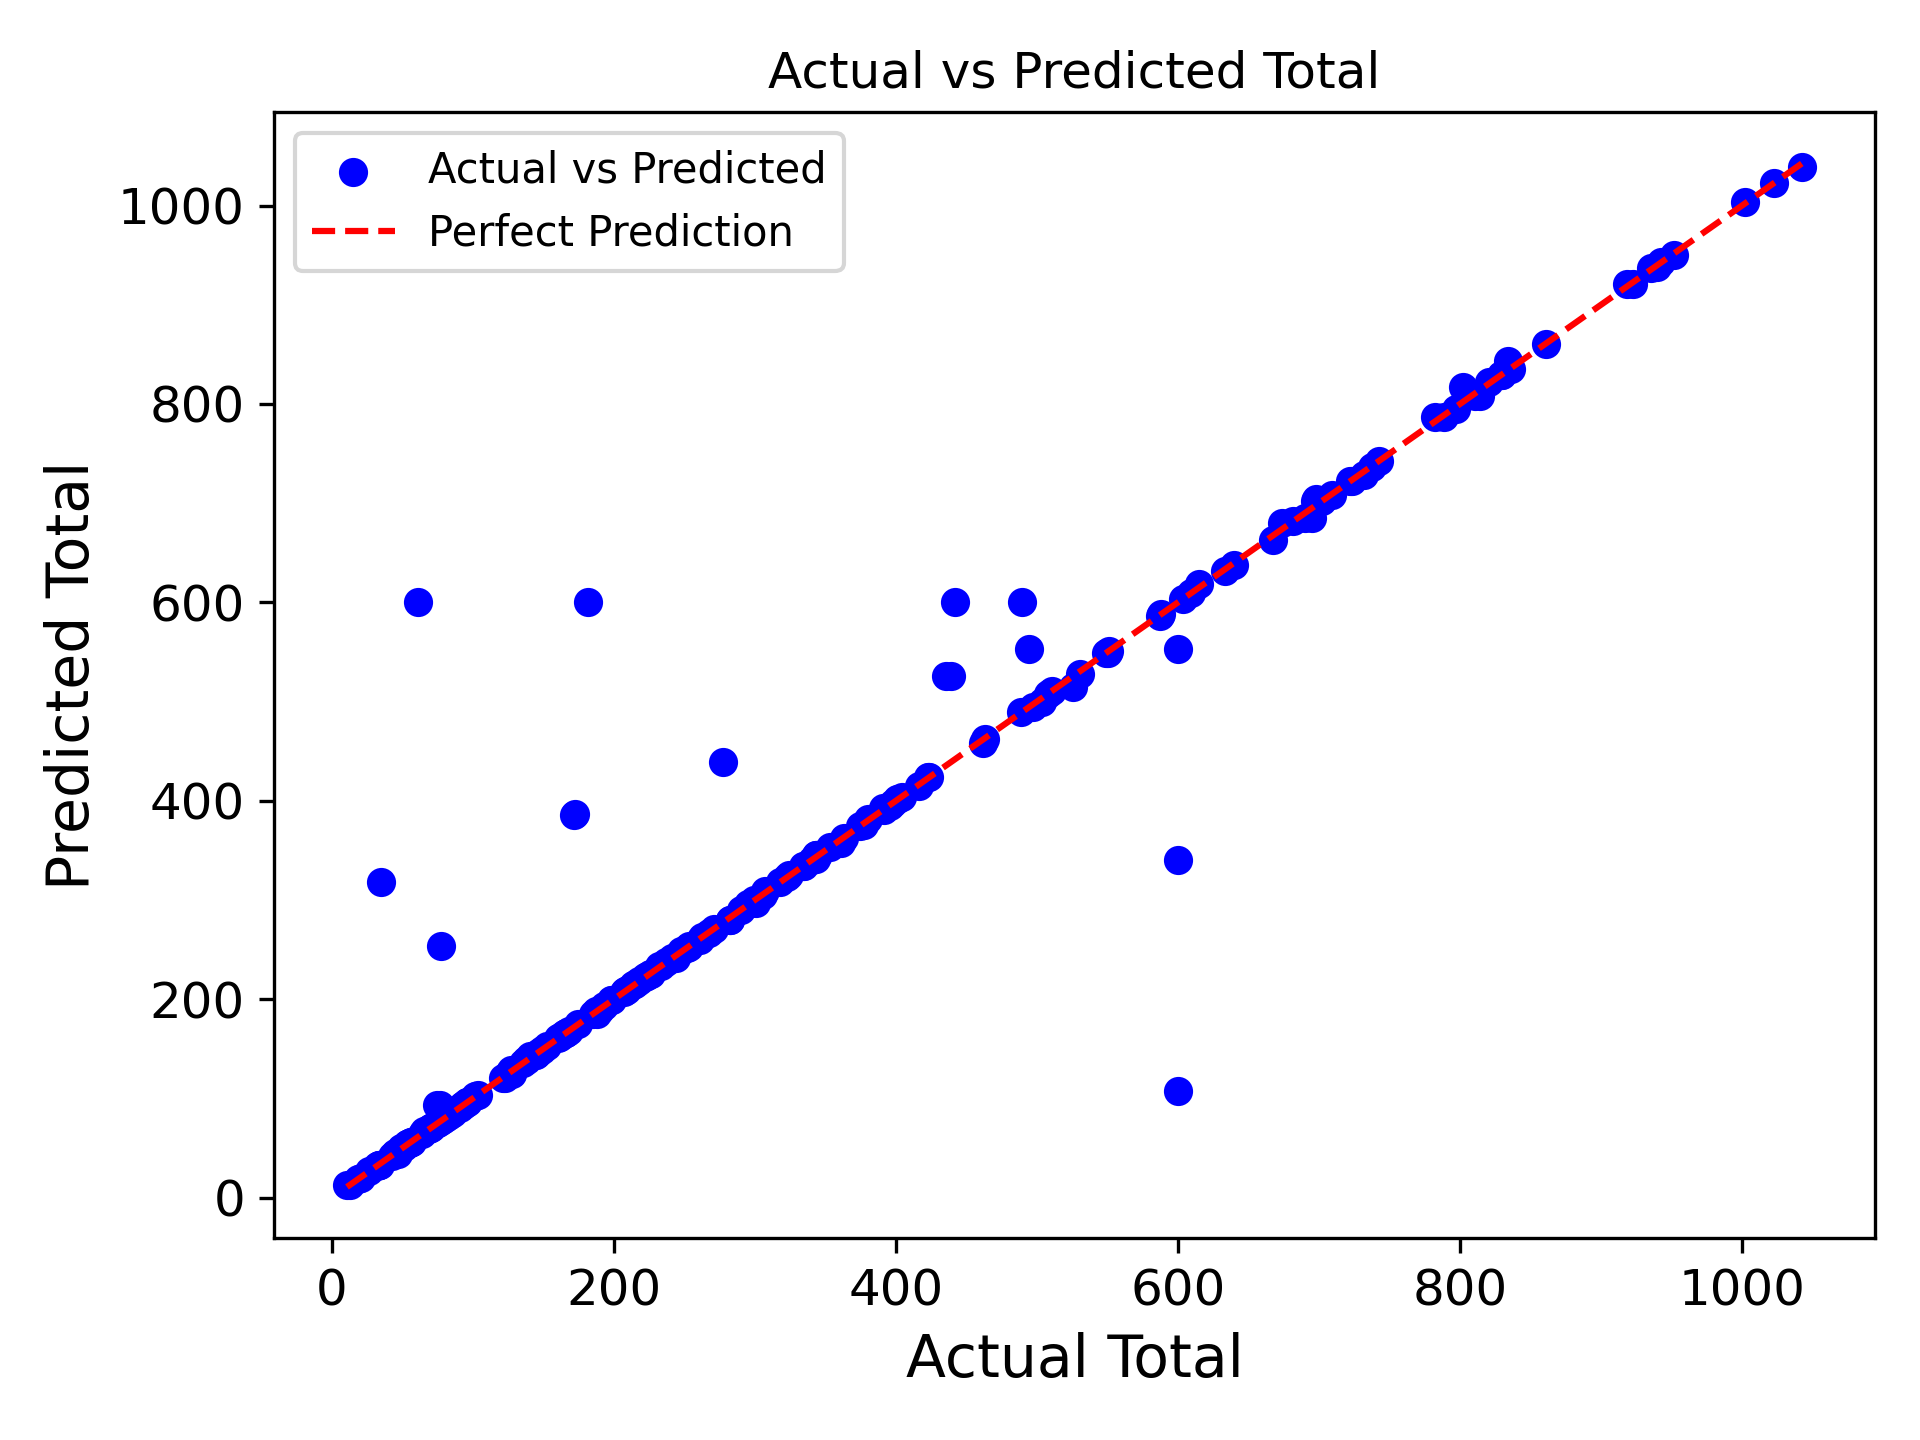 Actual vs Predicted Total
Actual vs Predicted
Perfect Prediction
Predicted Total
1000
800
600
400
200
0
0 200 400 600 800 1000
Actual Total